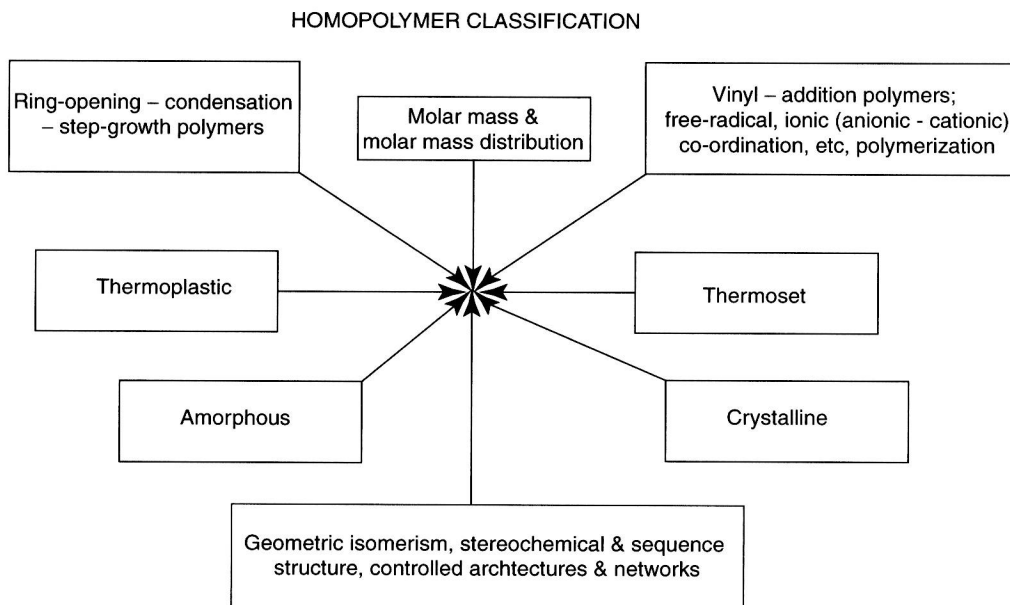 HOMOPOLYMER CLASSIFICATION
Ring-opening – condensation
– step-growth polymers
Molar mass &
molar mass distribution
Vinyl – addition polymers;
free-radical, ionic (anionic - cationic)
co-ordination, etc, polymerization
Thermoplastic
Thermoset
Amorphous
Crystalline
Geometric isomerism, stereochemical & sequence
structure, controlled archtectures & networks